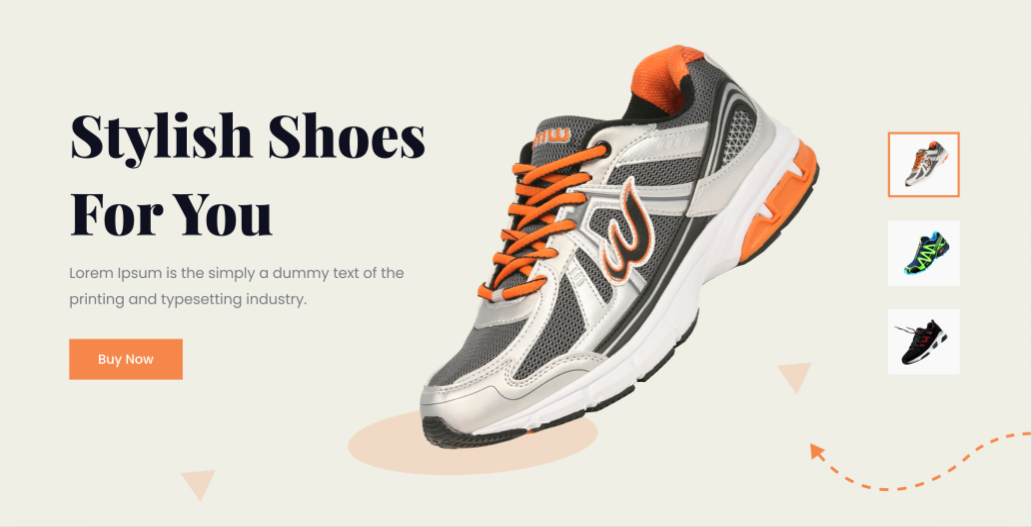 Stylish Shoes
For You
Lorem Ipsum is the simply a dummy text of the
printing and typesetting industry.
Buy Now